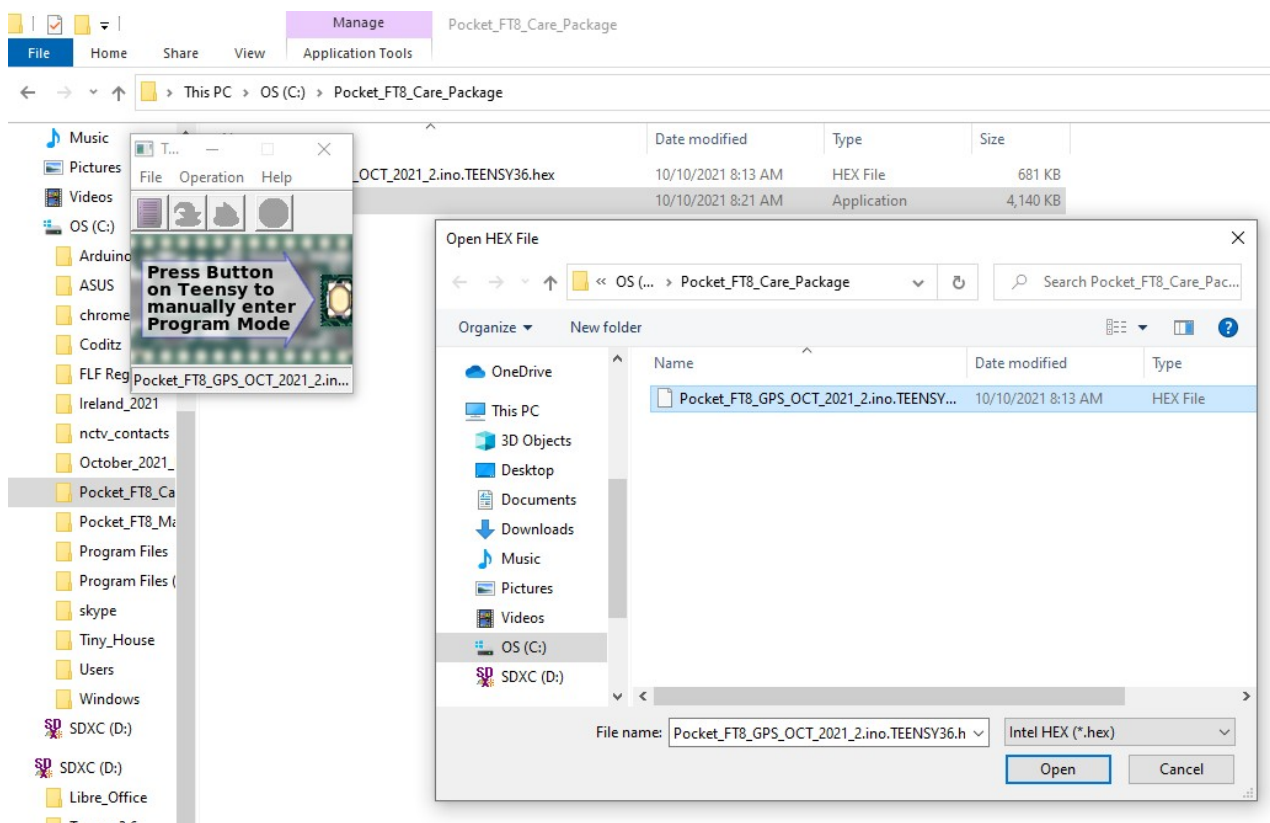 Manage
Pocket_FT8_Care_Package
File Home Share View Application Tools
This PC > OS (C:) > Pocket_FT8_Care_Package
Date modified Type Size
_OCT_2021_2.ino.TEENSY36.hex 10/10/2021 8:13 AM HEX File 681 KB
10/10/2021 8:21 AM Application 4,140 KB
Music
Pictures
Videos
OS (C:)
Arduino
ASUS
chrome
Coditz
FLF Reg
Ireland_2021
nctv_contacts
October_2021_
Pocket_FT8_Ca
Pocket_FT8_Ma
Program Files
Program Files (
skype
Tiny_House
Users
Windows
SDXC (D:)
SDXC (D:)
Libre_Office
T...
File Operation Help
Press Button
on Teensy to
manually enter
Program Mode
Pocket_FT8_GPS_OCT_2021_2.in...
Open HEX File
« OS (... > Pocket_FT8_Care_Package
Search Pocket_FT8_Care_Pac...
Organize New folder
Name Date modified Type
Pocket_FT8_GPS_OCT_2021_2.ino.TEENSY... 10/10/2021 8:13 AM HEX File
OneDrive
This PC
3D Objects
Desktop
Documents
Downloads
Music
Pictures
Videos
OS (C:)
SDXC (D:)
File name: Pocket_FT8_GPS_OCT_2021_2.ino.TEENSY36.h Intel HEX (*.hex)
Open Cancel